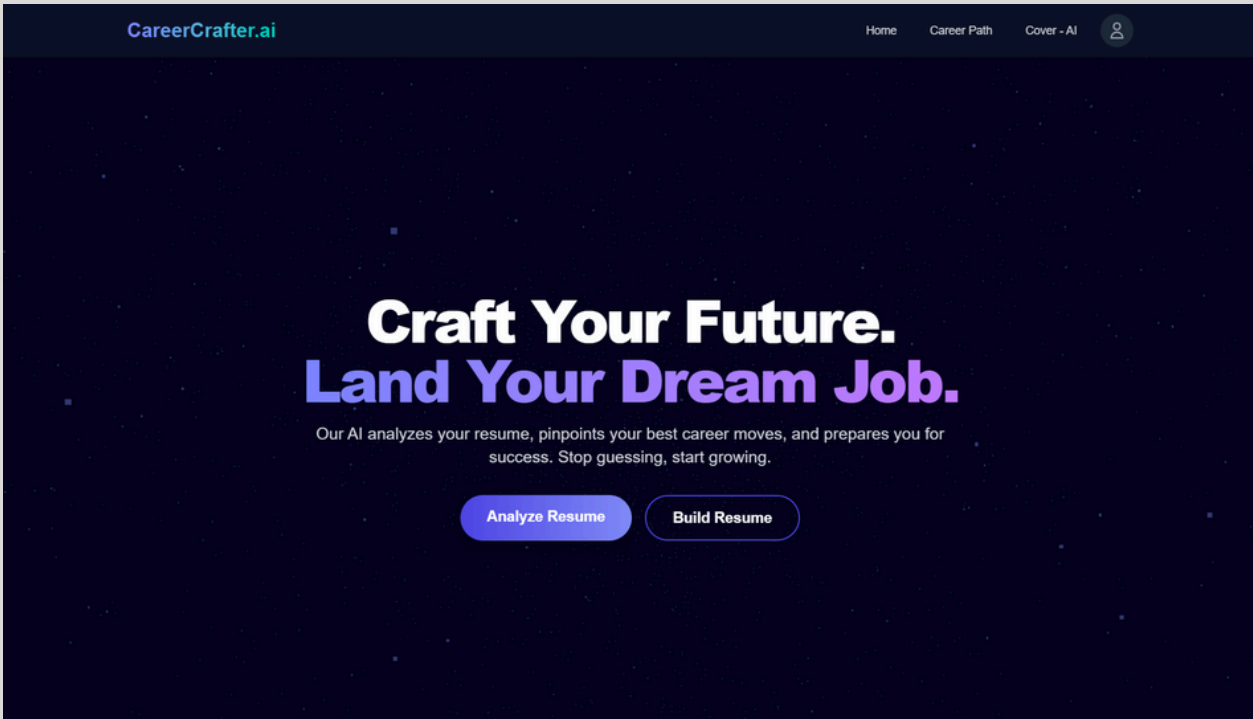 CareerCrafter.ai
Home
Career Path
Cover - AI
Craft Your Future.
Land Your Dream Job.
Our AI analyzes your resume, pinpoints your best career moves, and prepares you for
success. Stop guessing, start growing.
Analyze Resume
Build Resume